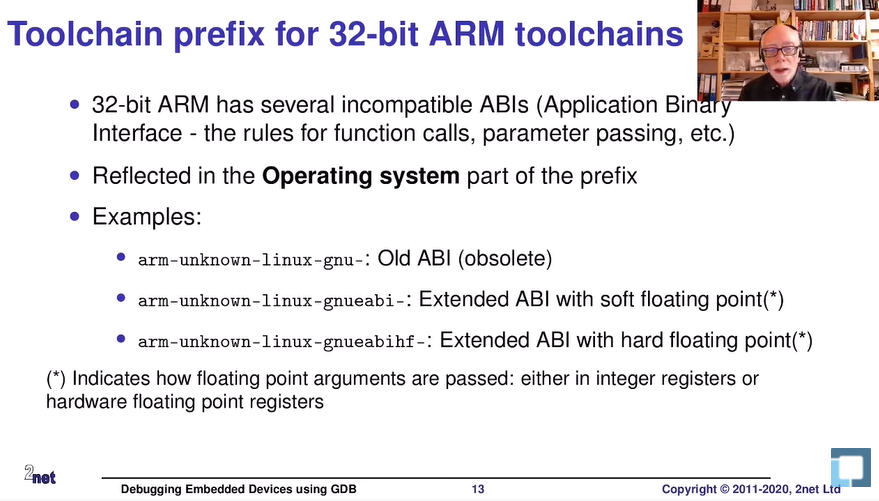 Toolchain prefix for 32-bit ARM toolchains
• 32-bit ARM has several incompatible ABIs (Application Binary
Interface - the rules for function calls, parameter passing, etc.)
• Reflected in the Operating system part of the prefix
• Examples:
• arm-unknown-linux-gnu-: Old ABI (obsolete)
• arm-unknown-linux-gnueabi-: Extended ABI with soft floating point(*)
• arm-unknown-linux-gnueabihf-: Extended ABI with hard floating point(*)
(*) Indicates how floating point arguments are passed: either in integer registers or
hardware floating point registers
2net
Debugging Embedded Devices using GDB
13
Copyright © 2011-2020, 2net Ltd